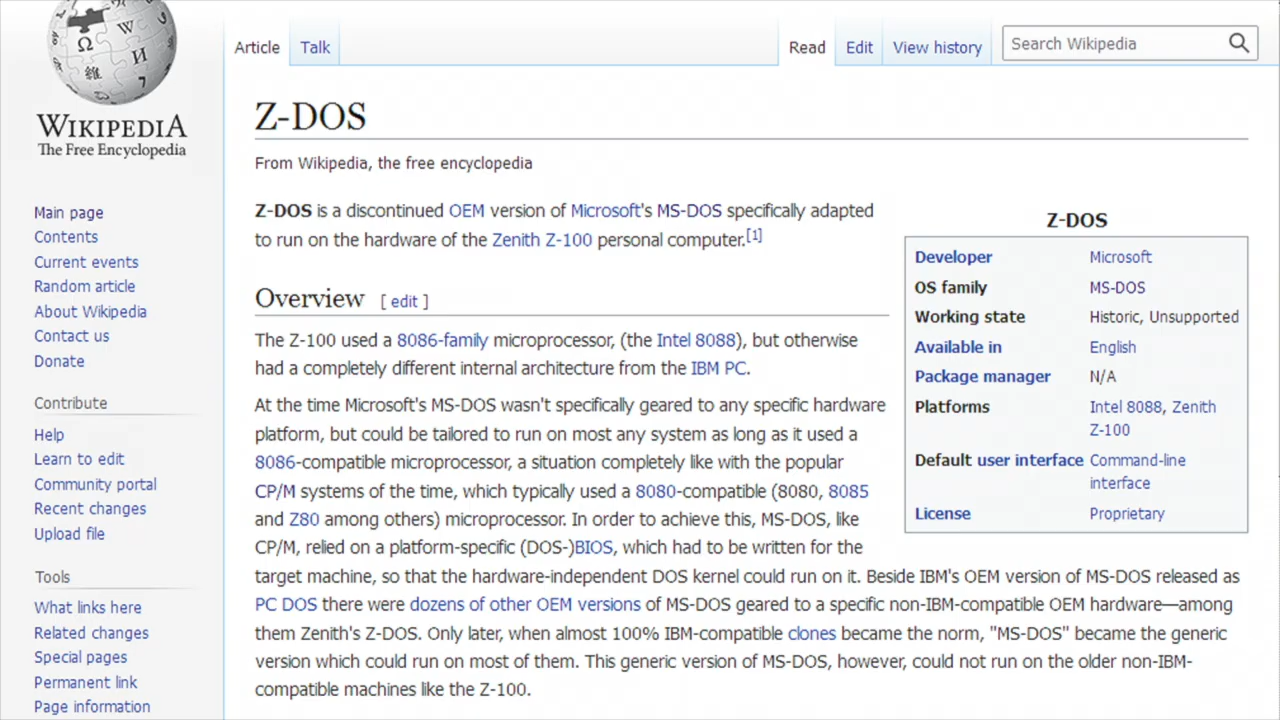 Article Talk Read Edit View history Search Wikipedia
WIKIPEDIA
The Free Encyclopedia
Main page
Contents
Current events
Random article
About Wikipedia
Contact us
Donate
Contribute
Help
Learn to edit
Community portal
Recent changes
Upload file
Tools
What links here
Related changes
Special pages
Permanent link
Page information
Z-DOS
From Wikipedia, the free encyclopedia
Z-DOS is a discontinued OEM version of Microsoft's MS-DOS specifically adapted
to run on the hardware of the Zenith Z-100 personal computer.[1]
Overview [ edit ]
The Z-100 used a 8086-family microprocessor, (the Intel 8088), but otherwise
had a completely different internal architecture from the IBM PC.
At the time Microsoft's MS-DOS wasn't specifically geared to any specific hardware
platform, but could be tailored to run on most any system as long as it used a
8086-compatible microprocessor, a situation completely like with the popular
CP/M systems of the time, which typically used a 8080-compatible (8080, 8085
and Z80 among others) microprocessor. In order to achieve this, MS-DOS, like
CP/M, relied on a platform-specific (DOS-)BIOS, which had to be written for the
target machine, so that the hardware-independent DOS kernel could run on it. Beside IBM's OEM version of MS-DOS released as
PC DOS there were dozens of other OEM versions of MS-DOS geared to a specific non-IBM-compatible OEM hardware—among
them Zenith's Z-DOS. Only later, when almost 100% IBM-compatible clones became the norm, "MS-DOS" became the generic
version which could run on most of them. This generic version of MS-DOS, however, could not run on the older non-IBM-
compatible machines like the Z-100.
Z-DOS
Developer Microsoft
OS family MS-DOS
Working state Historic, Unsupported
Available in English
Package manager N/A
Platforms Intel 8088, Zenith
Z-100
Default user interface Command-line
interface
License Proprietary